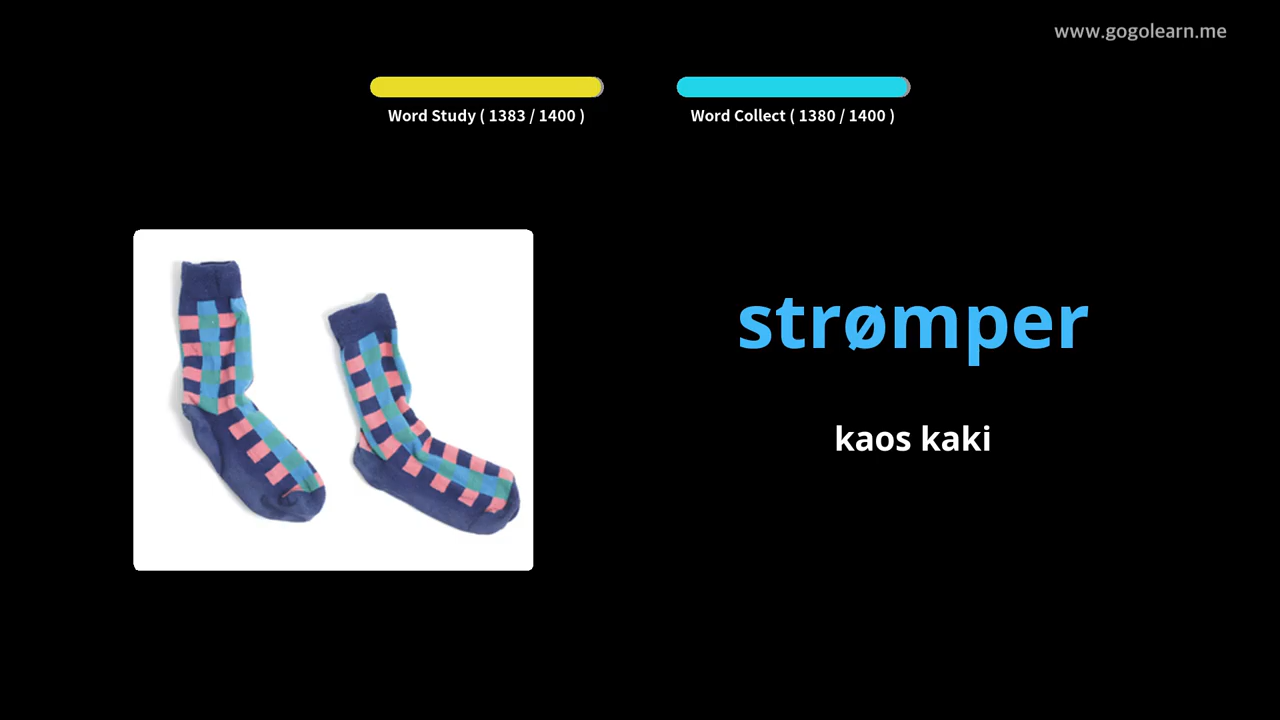 www.gogolearn.me
Word Study ( 1383 / 1400 )
Word Collect ( 1380 / 1400 )
strømper
kaos kaki